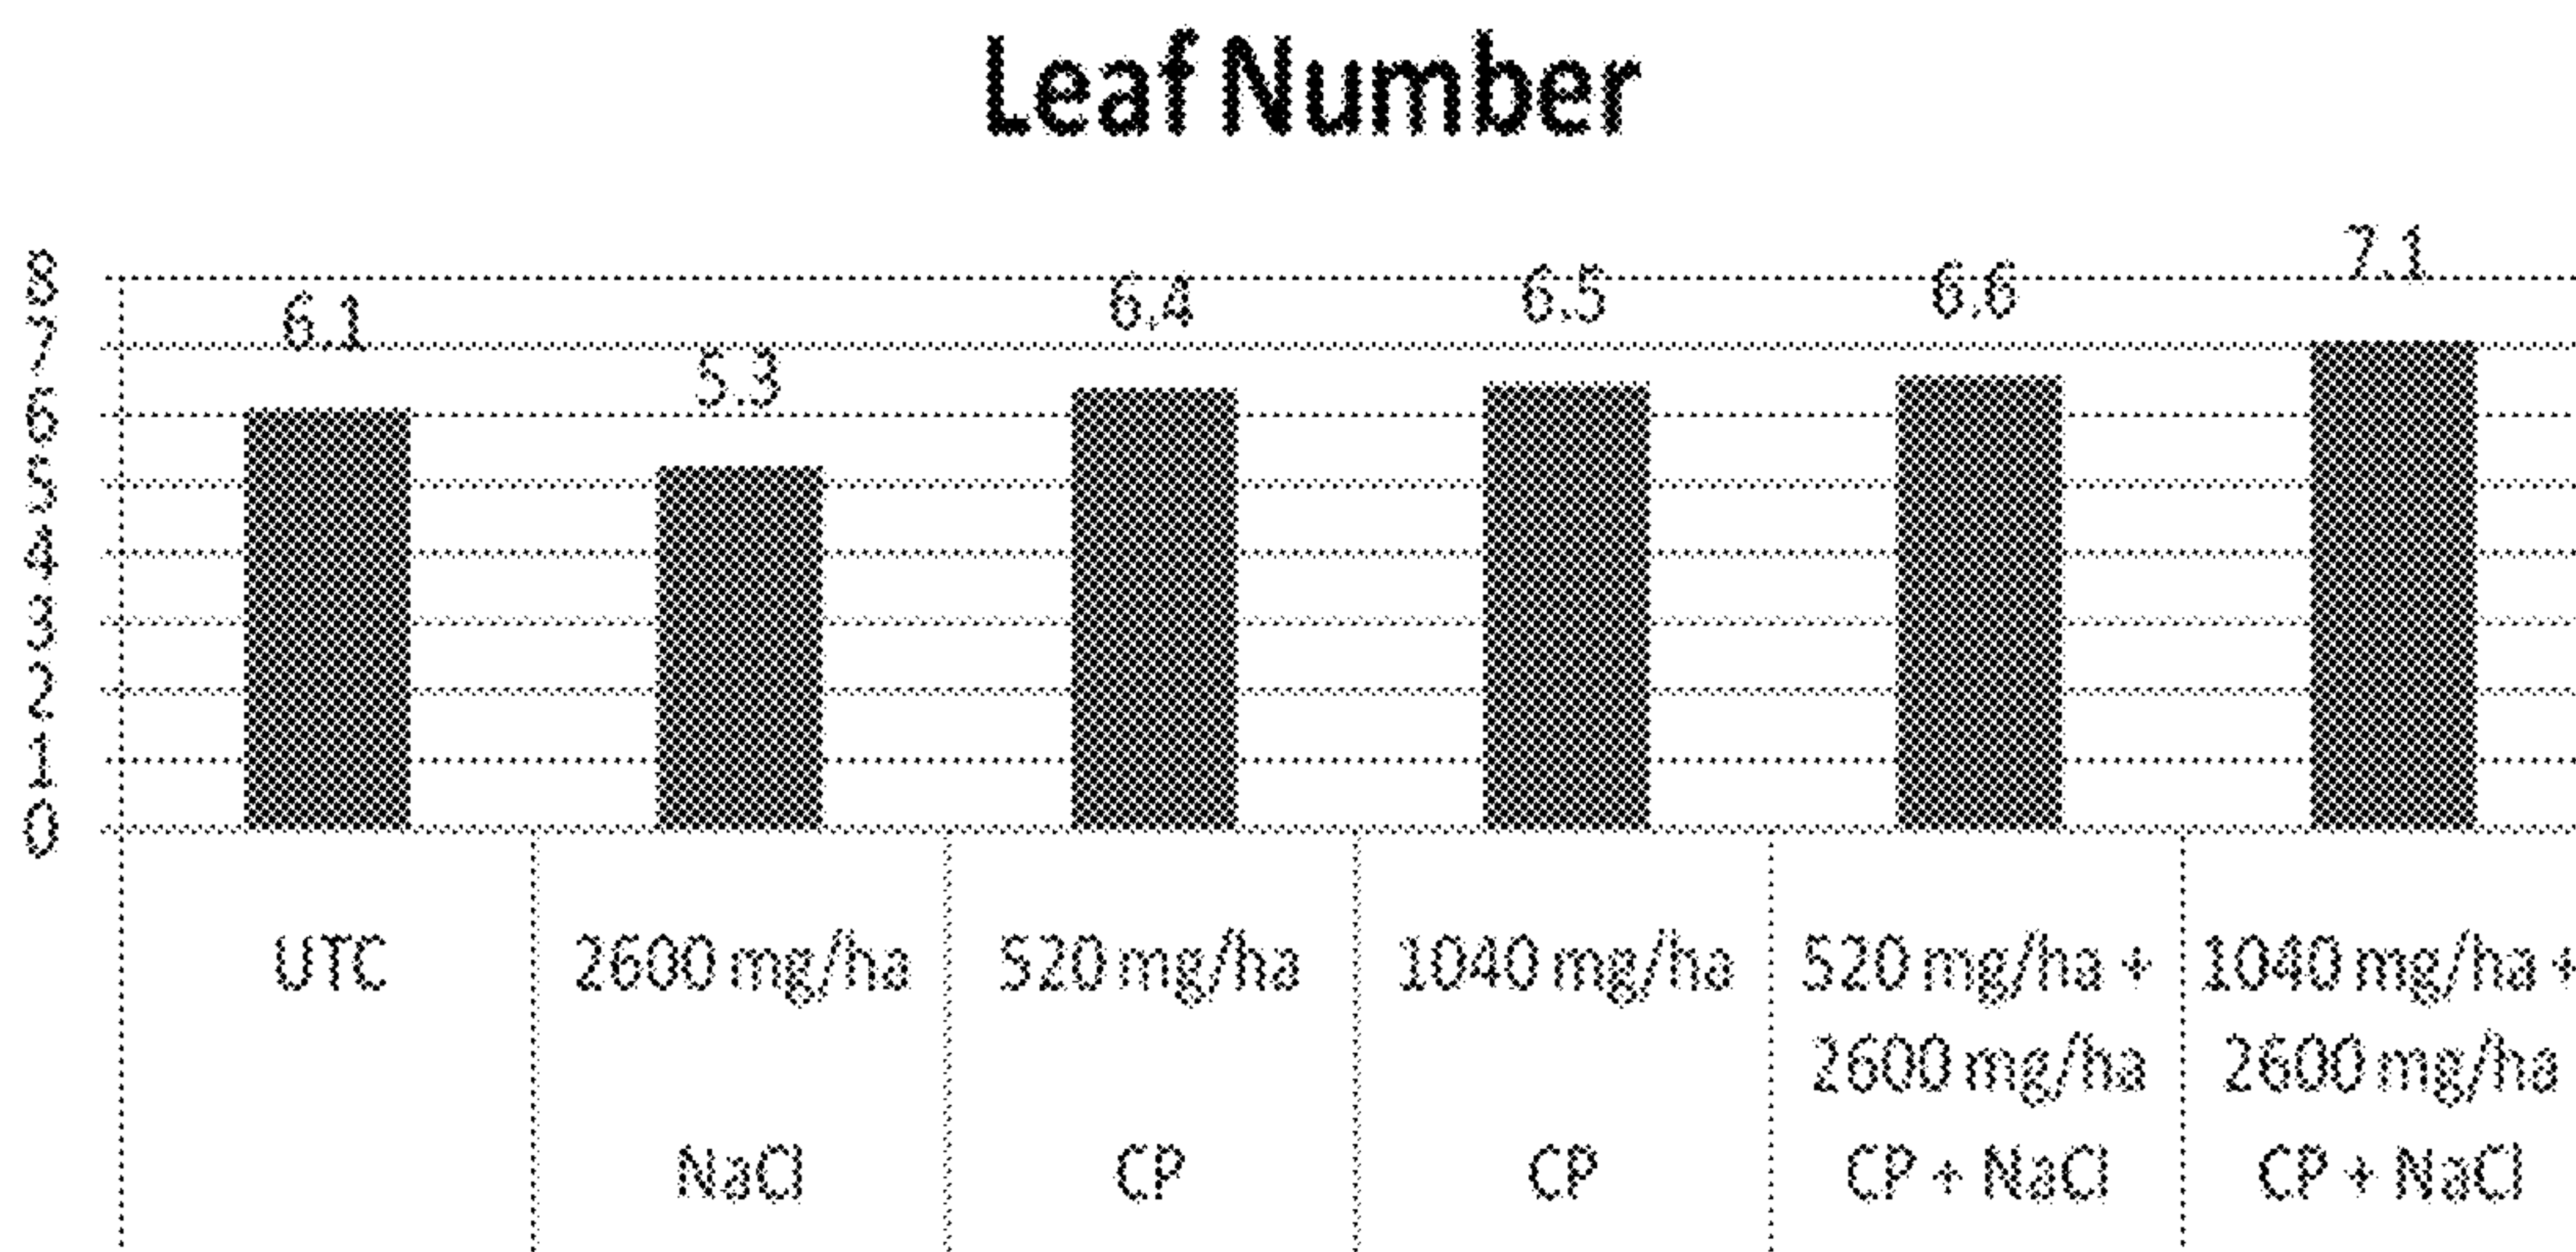 Leaf Number
8
7
6
5
4
3
2
1
0
6.1
5.3
6.4
6.5
6.6
7.1
UTC
2600 mg/ha
NaCl
520 mg/ha
CP
1040 mg/ha
CP
520 mg/ha +
2600 mg/ha
CP + NaCl
1040 mg/ha +
2600 mg/ha
CP + NaCl